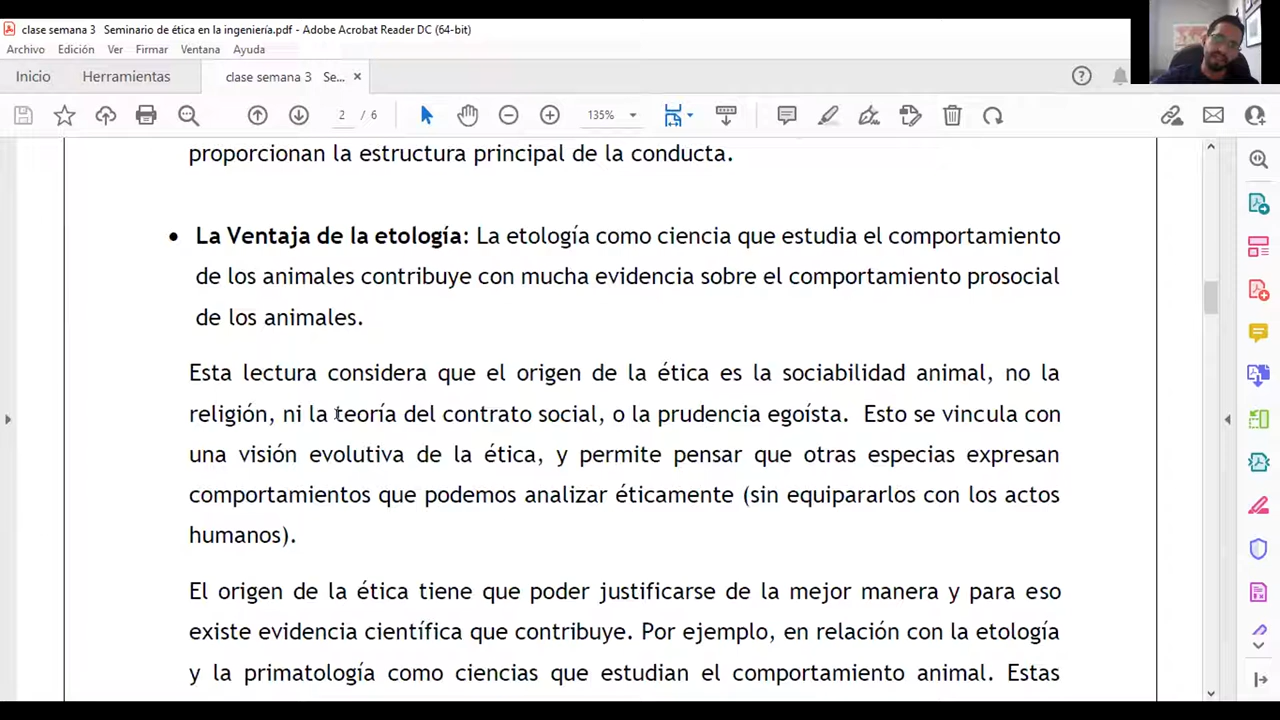 clase semana 3 Seminario de ética en la ingeniería.pdf - Adobe Acrobat Reader DC (64-bit)
Archivo Edición Ver Firmar Ventana Ayuda
Inicio Herramientas clase semana 3 Se... ×
2 / 6 135%
proporcionan la estructura principal de la conducta.
• La Ventaja de la etología: La etología como ciencia que estudia el comportamiento
de los animales contribuye con mucha evidencia sobre el comportamiento prosocial
de los animales.
Esta lectura considera que el origen de la ética es la sociabilidad animal, no la
religión, ni la teoría del contrato social, o la prudencia egoísta. Esto se vincula con
una visión evolutiva de la ética, y permite pensar que otras especias expresan
comportamientos que podemos analizar éticamente (sin equipararlos con los actos
humanos).
El origen de la ética tiene que poder justificarse de la mejor manera y para eso
existe evidencia científica que contribuye. Por ejemplo, en relación con la etología
y la primatología como ciencias que estudian el comportamiento animal. Estas